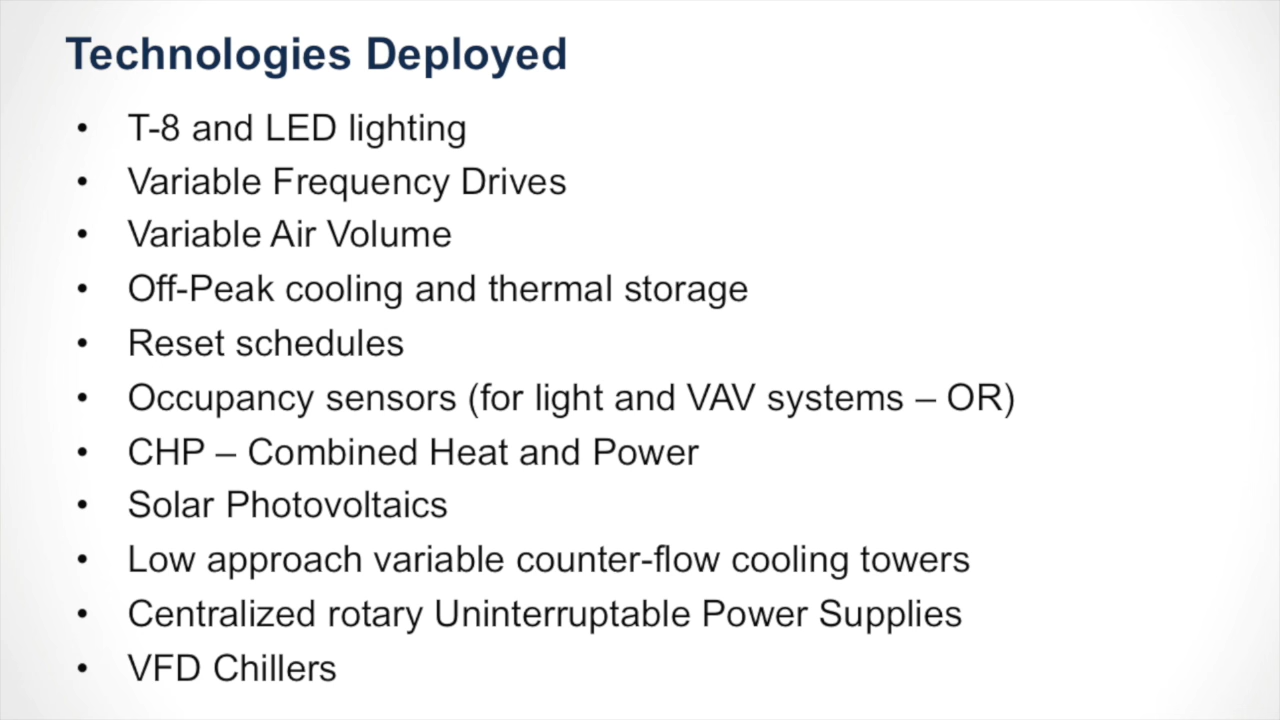 Technologies Deployed
• T-8 and LED lighting
• Variable Frequency Drives
• Variable Air Volume
• Off-Peak cooling and thermal storage
• Reset schedules
• Occupancy sensors (for light and VAV systems – OR)
• CHP – Combined Heat and Power
• Solar Photovoltaics
• Low approach variable counter-flow cooling towers
• Centralized rotary Uninterruptable Power Supplies
• VFD Chillers